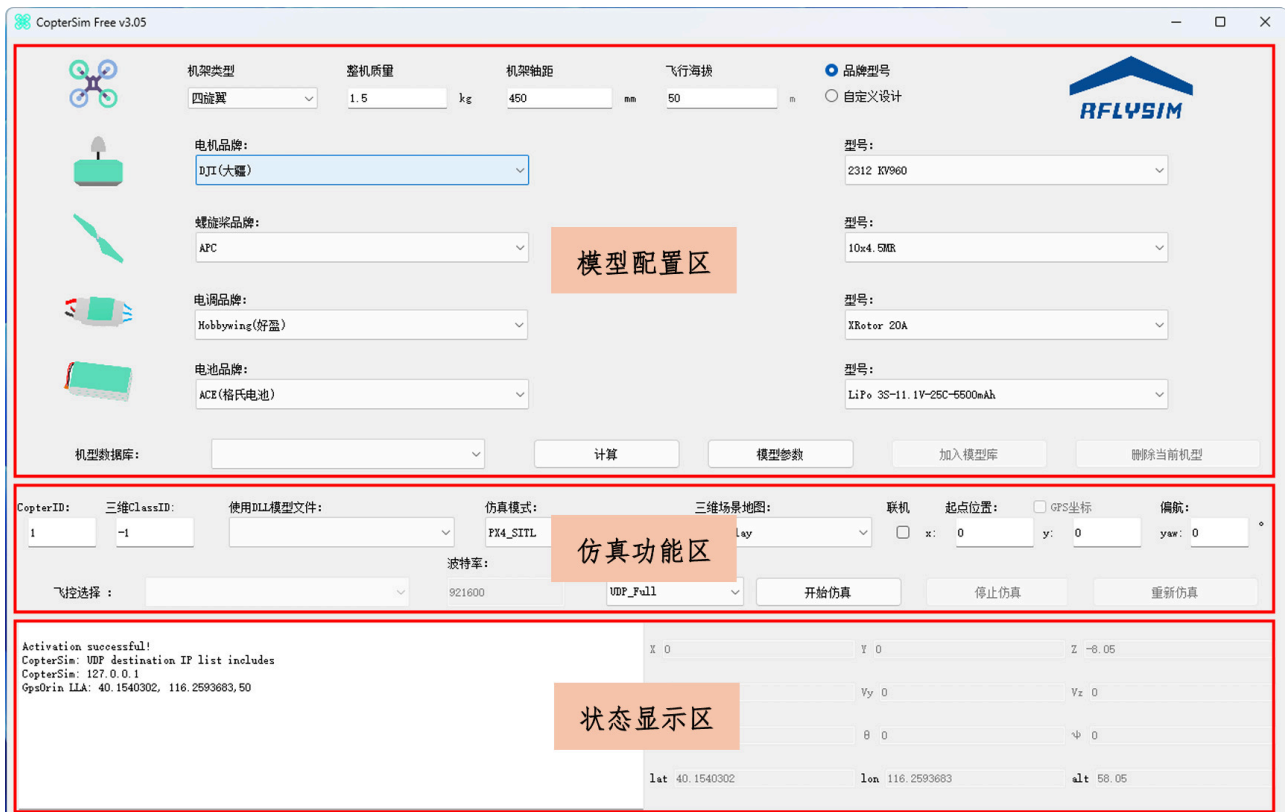 CopterSim Free v3.05
机架类型 整机质量 机架轴距 飞行海拔 品牌型号
四旋翼 1.5 kg 450 mm 50 m 自定义设计
RFLYSIM
电机品牌: 型号:
DJI(大疆) 2312 KV960
螺旋桨品牌: 型号:
APC 10x4.5MR
模型配置区
电调品牌: 型号:
Hobbywing(好盈) XRotor 20A
电池品牌: 型号:
ACE(格氏电池) LiPo 3S-11.1V-25C-5500mAh
机型数据库: 计算 模型参数 加入模型库 删除当前机型
CopterID: 三维ClassID: 使用DLL模型文件: 仿真模式: 三维场景地图: 联机 起点位置: GPS坐标 偏航:
1 -1 PX4_SITL lay x: 0 y: 0 yaw: 0 °
仿真功能区
波特率:
飞控选择 : 921600 UDP_Full 开始仿真 停止仿真 重新仿真
Activation successful!
CopterSim: UDP destination IP list includes
CopterSim: 127.0.0.1
GpsOrin LLA: 40.1540302, 116.2593683,50
X 0 Y 0 Z -8.05
Vy 0 Vz 0
状态显示区
θ 0 ψ 0
lat 40.1540302 lon 116.2593683 alt 58.05